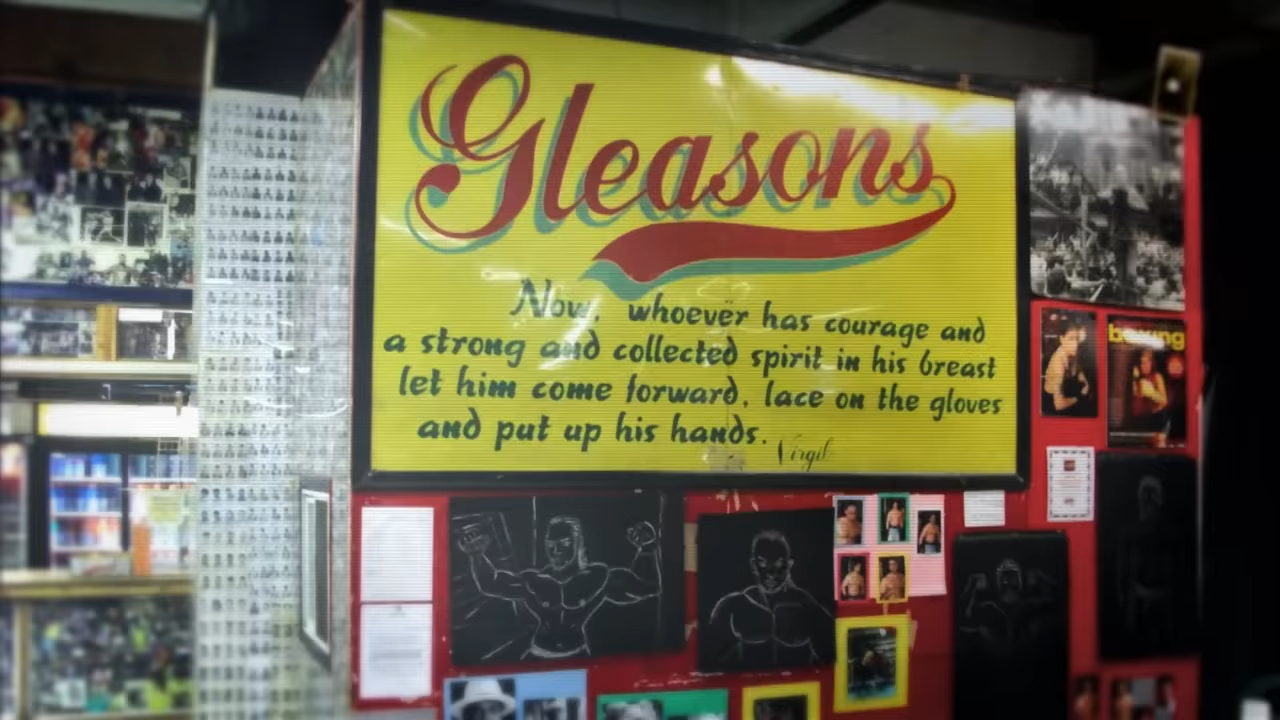 Gleasons
Now, whoever has courage and
a strong and collected spirit in his breast
let him come forward, lace on the gloves
and put up his hands.
Virgil
boxing